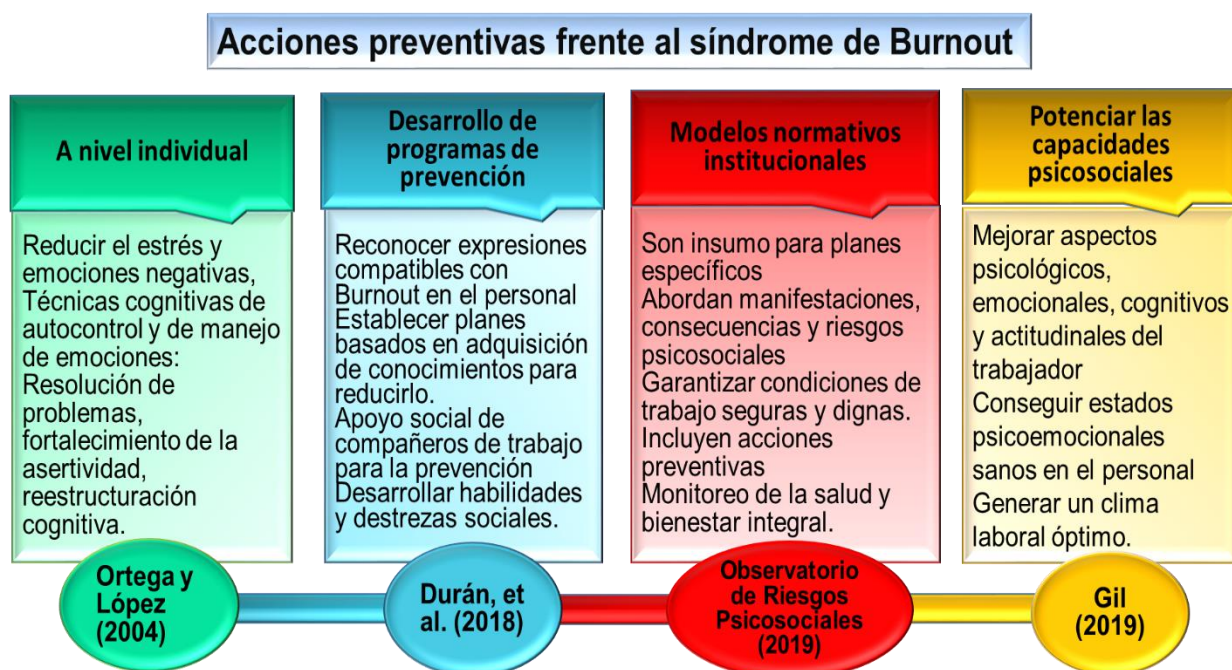 Acciones preventivas frente al síndrome de Burnout
A nivel individual
Reducir el estrés y
emociones negativas,
Técnicas cognitivas de
autocontrol y de manejo
de emociones:
Resolución de
problemas,
fortalecimiento de la
asertividad,
reestructuración
cognitiva.
Ortega y
López
(2004)
Desarrollo de
programas de
prevención
Reconocer expresiones
compatibles con
Burnout en el personal
Establecer planes
basados en adquisición
de conocimientos para
reducirlo.
Apoyo social de
compañeros de trabajo
para la prevención
Desarrollar habilidades
y destrezas sociales.
Durán, et
al. (2018)
Modelos normativos
institucionales
Son insumo para planes
específicos
Abordan manifestaciones,
consecuencias y riesgos
psicosociales
Garantizar condiciones de
trabajo seguras y dignas.
Incluyen acciones
preventivas
Monitoreo de la salud y
bienestar integral.
Observatorio
de Riesgos
Psicosociales
(2019)
Potenciar las
capacidades
psicosociales
Mejorar aspectos
psicológicos,
emocionales, cognitivos
y actitudinales del
trabajador
Conseguir estados
psicoemocionales
sanos en el personal
Generar un clima
laboral óptimo.
Gil
(2019)